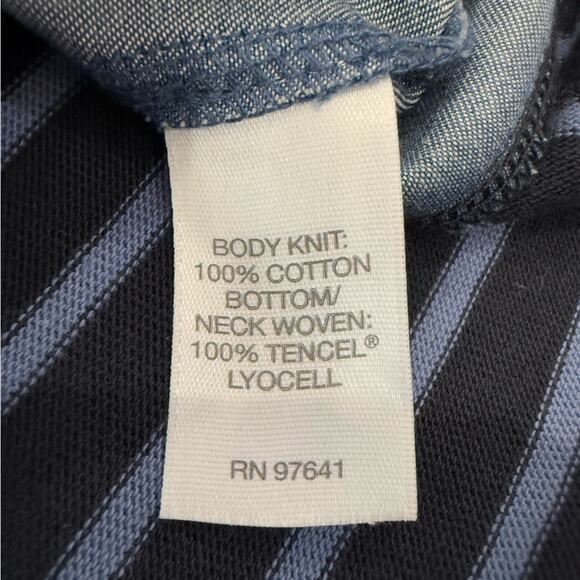 BODY KNIT:
100% COTTON
BOTTOM/
NECK WOVEN:
100% TENCEL®
LYOCELL
RN 97641